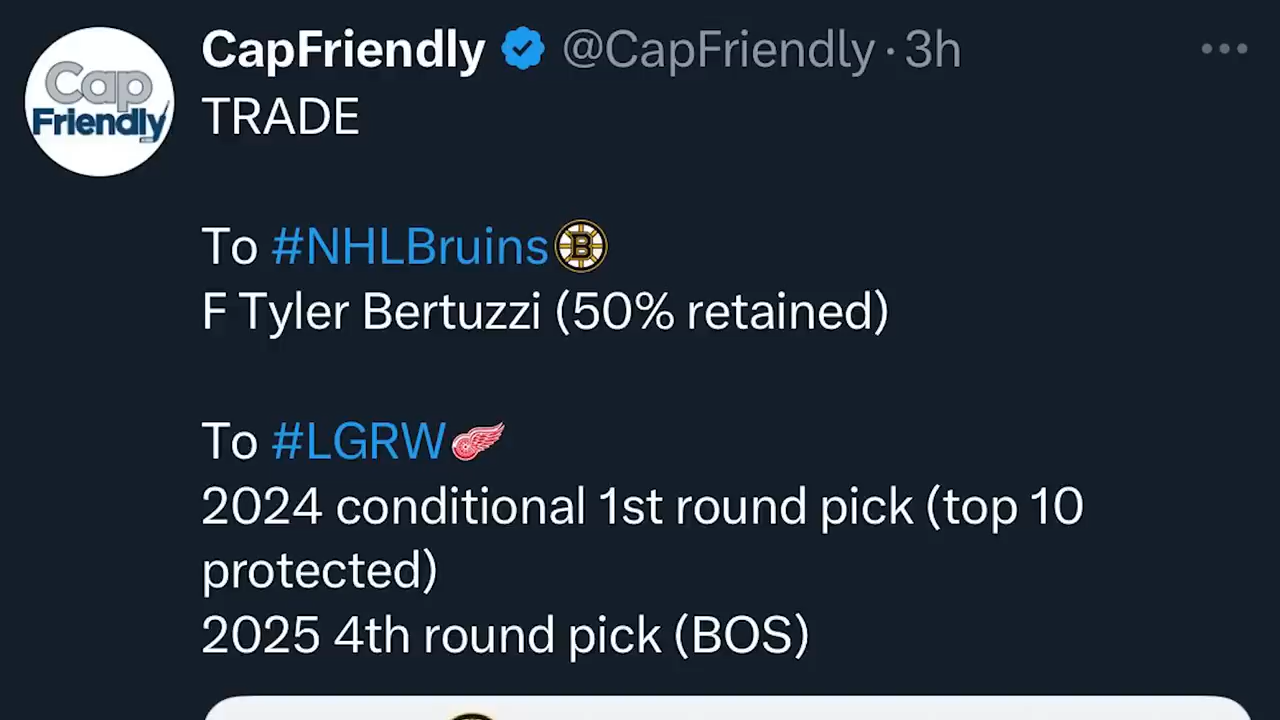 CapFriendly @CapFriendly · 3h
Cap
Friendly
TRADE
To #NHLBruins
B
F Tyler Bertuzzi (50% retained)
To #LGRW
2024 conditional 1st round pick (top 10
protected)
2025 4th round pick (BOS)